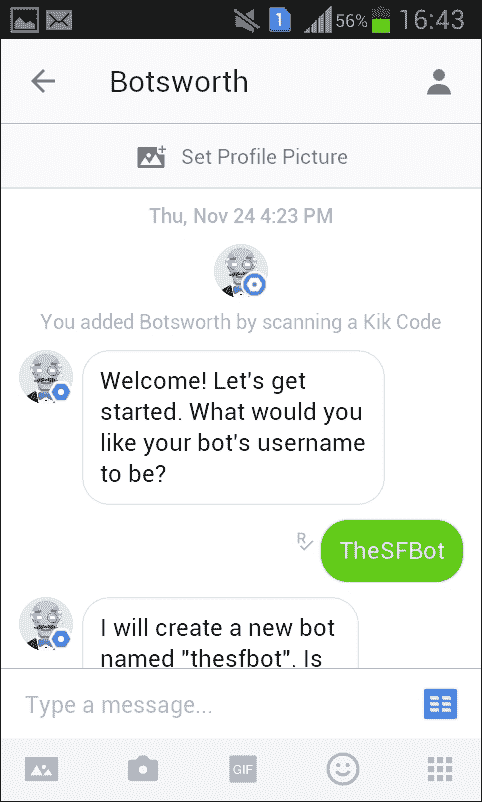 1 56% 16:43
Botsworth
Set Profile Picture
Thu, Nov 24 4:23 PM
You added Botsworth by scanning a Kik Code
Welcome! Let's get
started. What would you
like your bot's username
to be?
R
TheSFBot
I will create a new bot
named "thesfbot". Is
Type a message...
GIF